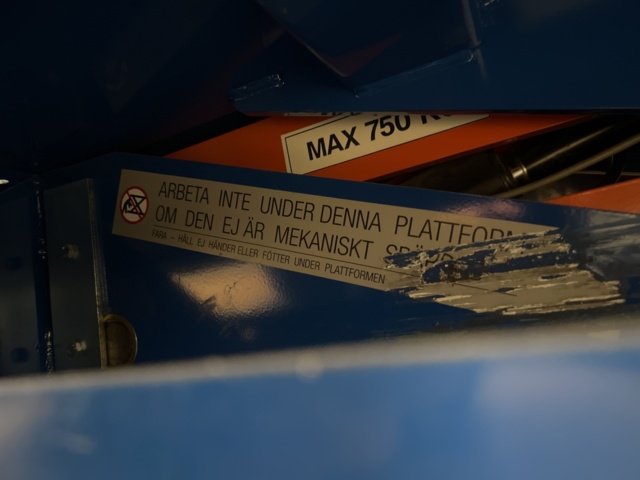 MAX 750
ARBETA INTE UNDER DENNA PLATTFORM
OM DEN EJ ÄR MEKANISKT
FARA - HÅLL EJ HÄNDER ELLER FÖTTER UNDER PLATTFORMEN